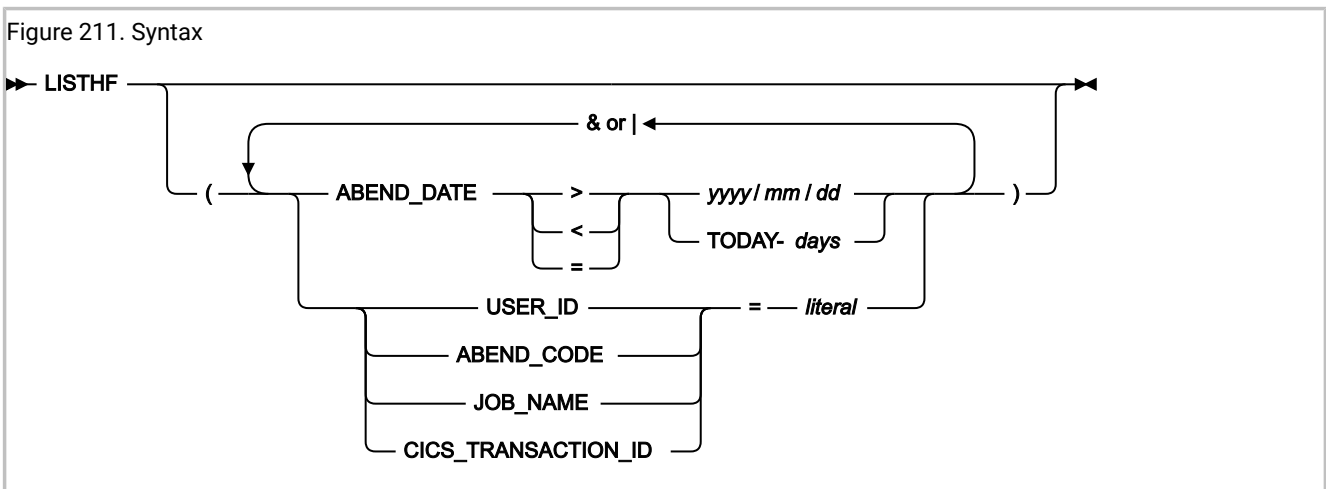 Figure 211. Syntax
LISTHF
& or |
( ABEND_DATE > yyyy / mm / dd )
< TODAY- days
=
USER_ID = literal
ABEND_CODE
JOB_NAME
CICS_TRANSACTION_ID